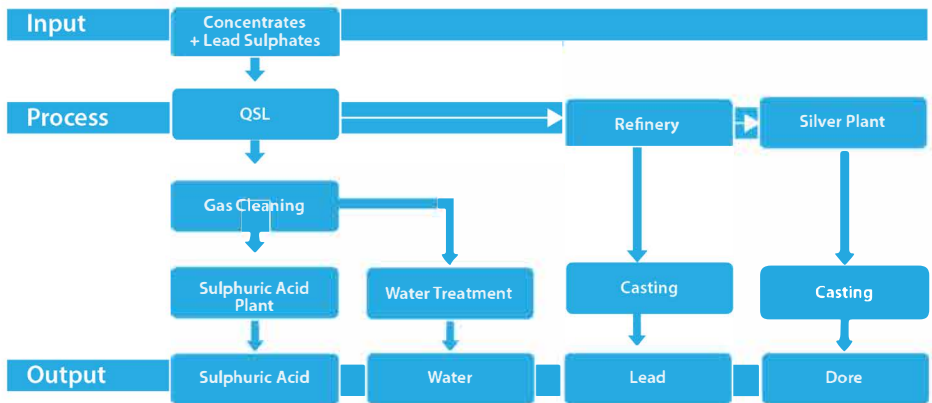 Input
Concentrates
+ Lead Sulphates
Process
QSL
Refinery
Silver Plant
Gas Cleaning
Sulphuric Acid
Plant
Water Treatment
Casting
Casting
Output
Sulphuric Acid
Water
Lead
Dore